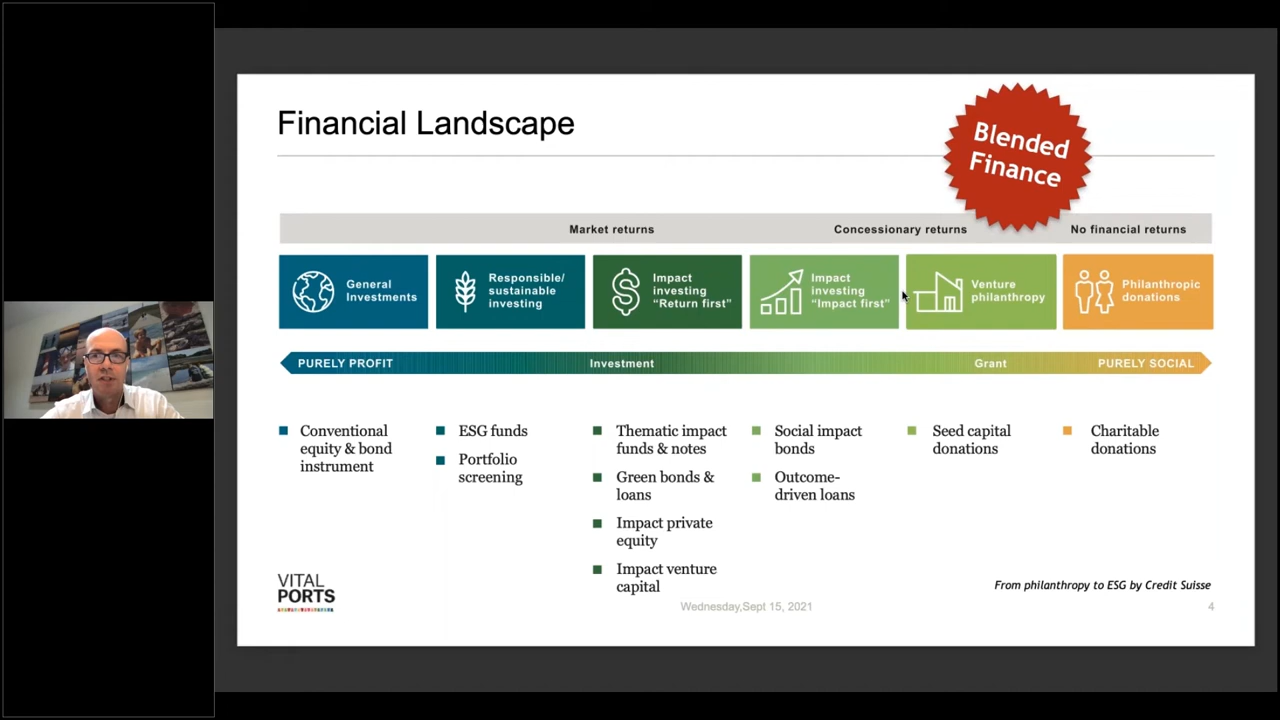 Financial Landscape
Blended
Finance
Market returns
Concessionary returns
No financial returns
General
Investments
Responsible/
sustainable
investing
Impact
investing
“Return first”
Impact
investing
“Impact first”
Venture
philanthropy
Philanthropic
donations
PURELY PROFIT
Investment
Grant
PURELY SOCIAL
Conventional
equity & bond
instrument
ESG funds
Portfolio
screening
Thematic impact
funds & notes
Green bonds &
loans
Impact private
equity
Impact venture
capital
Social impact
bonds
Outcome-
driven loans
Seed capital
donations
Charitable
donations
VITAL
PORTS
From philanthropy to ESG by Credit Suisse
Wednesday,Sept 15, 2021
4